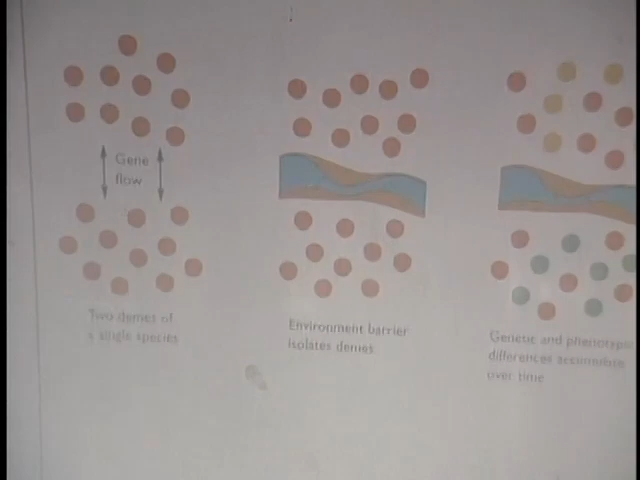 Gene
flow
Two demes of
a single species
Environment barrier
isolates demes
Genetic and phenotypic
differences accumulate
over time